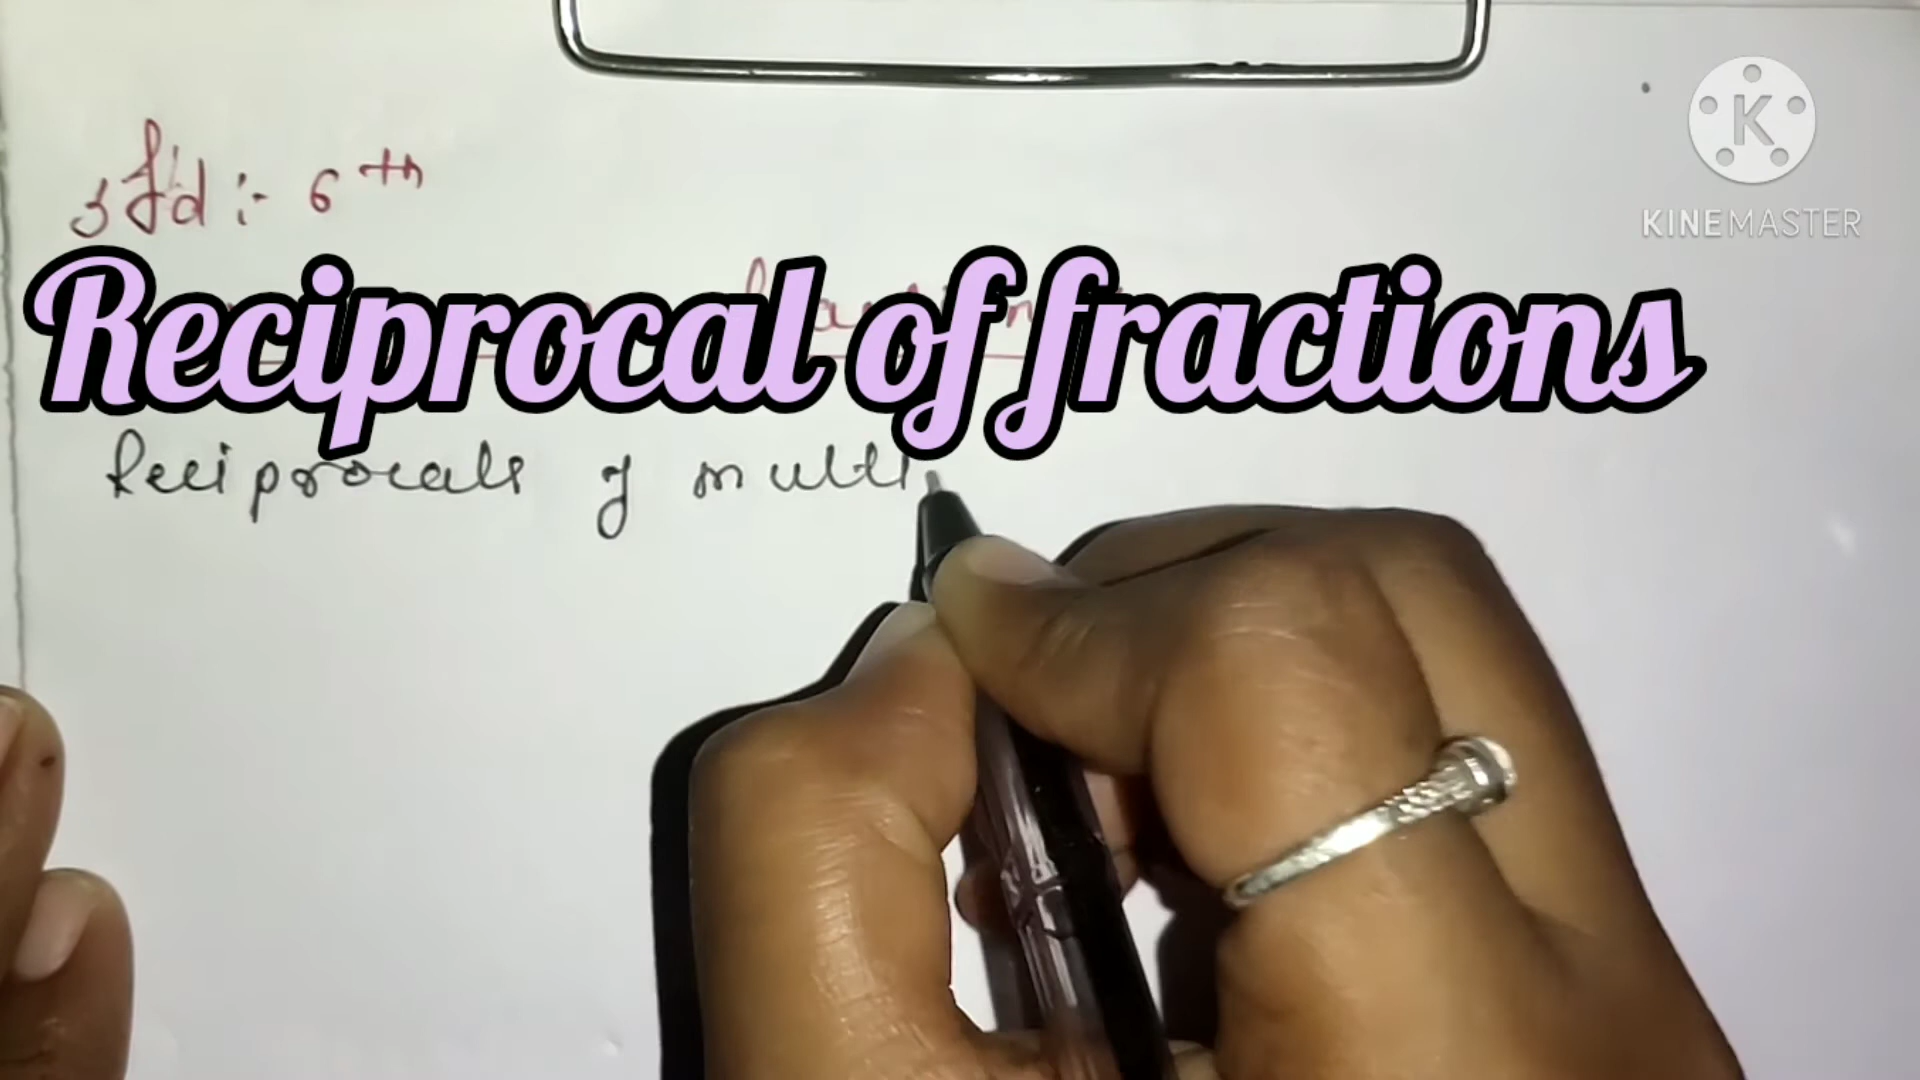 Std :- 6th
KINEMASTER
Reciprocal of fractions
Reciprocals of multi